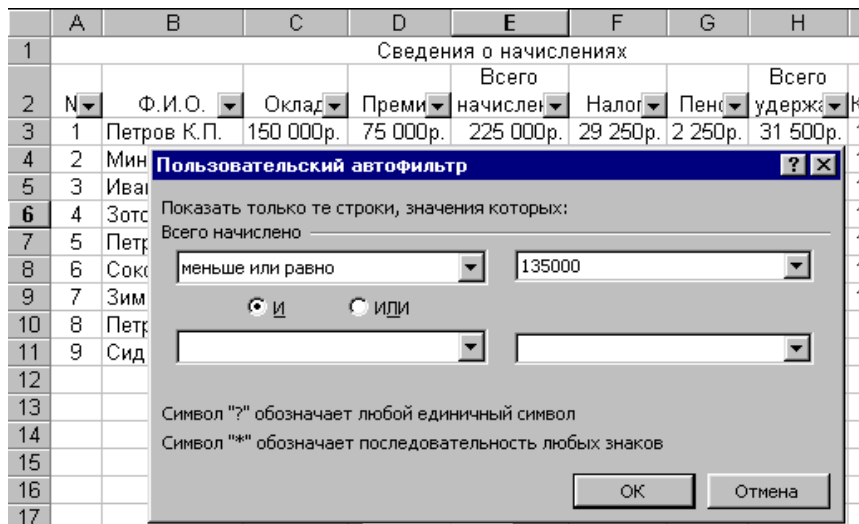 A B C D E F G H
1 Сведения о начислениях
Всего Всего
2 N Ф.И.О. Оклад Преми начислен Налог Пенс удержа
3 1 Петров К.П. 150 000р. 75 000р. 225 000р. 29 250р. 2 250р. 31 500р.
4 2 Мин
5 3 Иван
6 4 Зото
7 5 Петр
8 6 Соко
9 7 Зим
10 8 Петр
11 9 Сид
12
13
14
15
16
17
Пользовательский автофильтр
Показать только те строки, значения которых:
Всего начислено
меньше или равно 135000
И ИЛИ
Символ "?" обозначает любой единичный символ
Символ "*" обозначает последовательность любых знаков
ОК Отмена